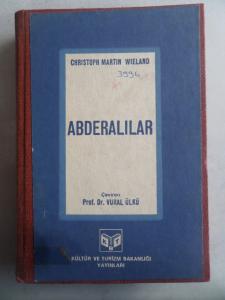 CHRISTOPH MARTIN WIELAND
3994
ABDERALILAR
Çeviren
Prof. Dr. VURAL ÜLKÜ
KÜLTÜR VE TURİZM BAKANLIĞI
YAYINLARI